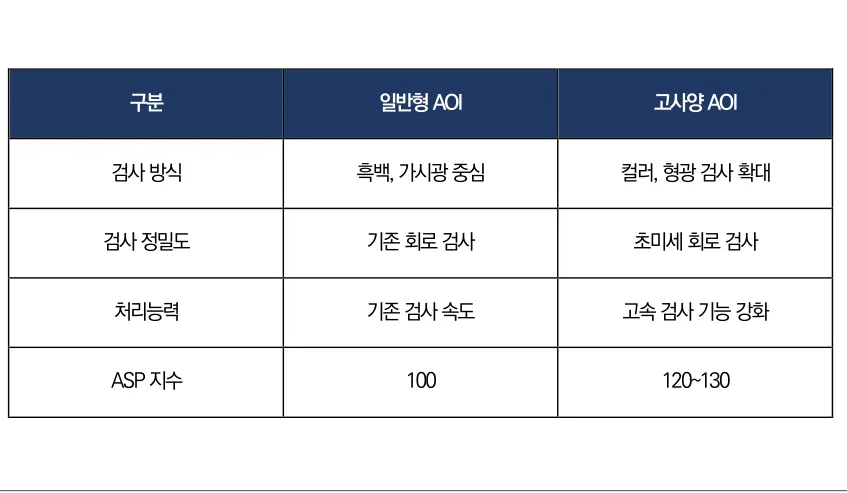 구분 일반형 AOI 고사양 AOI
검사 방식 흑백, 가시광 중심 컬러, 형광 검사 확대
검사 정밀도 기존 회로 검사 초미세 회로 검사
처리능력 기존 검사 속도 고속 검사 기능 강화
ASP 지수 100 120~130